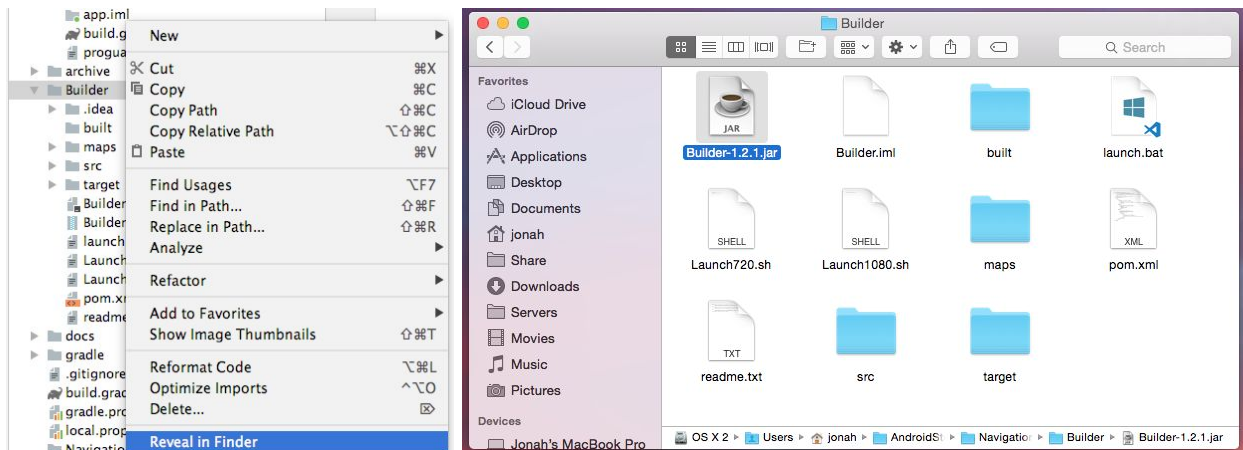 app.iml
build.g
progua
archive
Builder
.idea
built
maps
src
target
Builder
Builder
launch
Launch
Launch
pom.xm
readme
docs
gradle
.gitignore
build.grad
gradle.pro
local.prop
Navigation
New
Cut ⌘X
Copy ⌘C
Copy Path ⇧⌘C
Copy Relative Path ⌥⇧⌘C
Paste ⌘V
Find Usages ⌥F7
Find in Path... ⇧⌘F
Replace in Path... ⇧⌘R
Analyze
Refactor
Add to Favorites
Show Image Thumbnails ⇧⌘T
Reformat Code ⌥⌘L
Optimize Imports ^⌥O
Delete... ⌦
Reveal in Finder
Builder
Search
Favorites
iCloud Drive
AirDrop
Applications
Desktop
Documents
jonah
Share
Downloads
Servers
Movies
Music
Pictures
Devices
Jonah's MacBook Pro
JAR
Builder-1.2.1.jar Builder.iml built launch.bat
SHELL SHELL XML
Launch720.sh Launch1080.sh maps pom.xml
TXT
readme.txt src target
OS X 2 ▸ Users ▸ jonah ▸ AndroidSt ▸ Navigation ▸ Builder ▸ Builder-1.2.1.jar